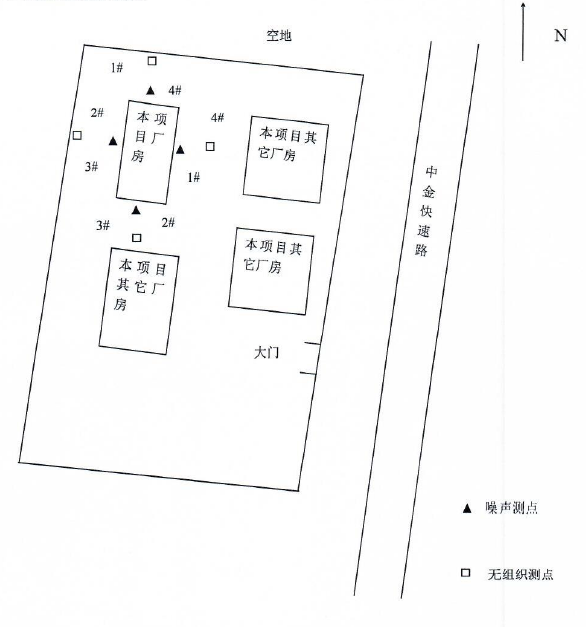 空地
N
1#
4#
2#
4#
本项
目厂
房
本项目其
它厂房
3#
1#
中
金
快
速
路
3#
2#
本项目其
它厂房
本项目
其它厂
房
大门
噪声测点
无组织测点